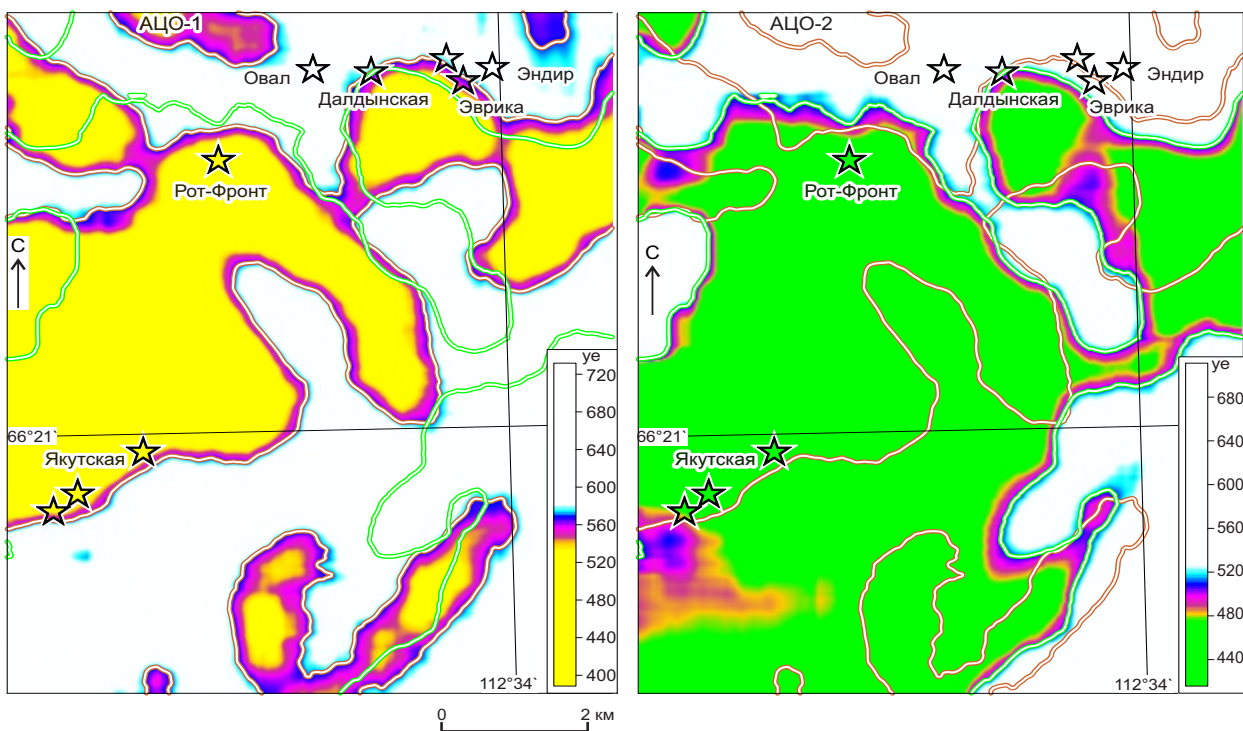 АЦО-1
Овал
Эндир
Далдынская
Эврика
Рот-Фронт
С
уе
720
680
640
600
560
520
480
440
400
66°21`
Якутская
112°34`
0 2 км
АЦО-2
Овал
Эндир
Далдынская
Эврика
Рот-Фронт
С
уе
680
640
600
560
520
480
440
66°21`
Якутская
112°34`